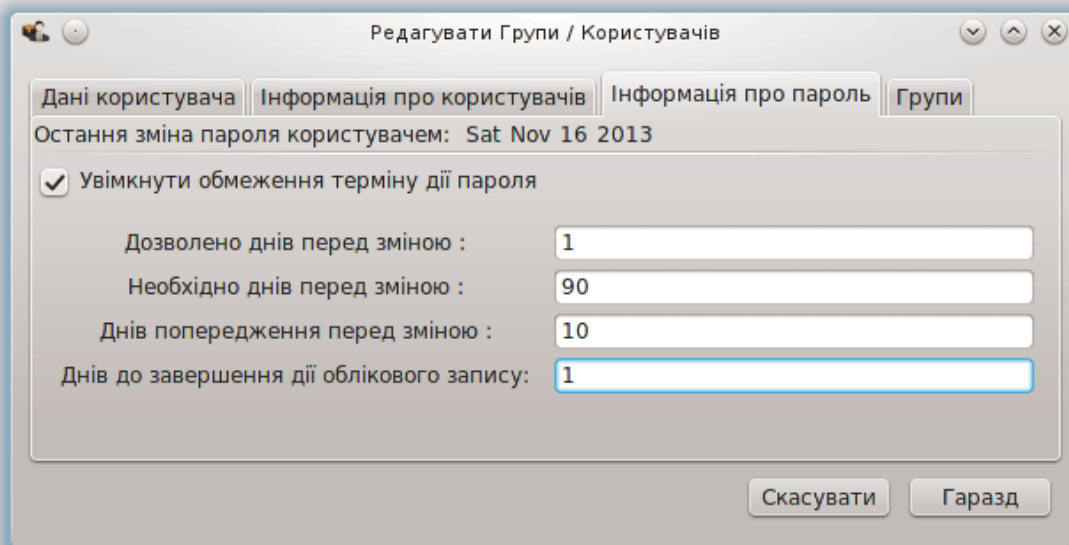 Редагувати Групи / Користувачів
Дані користувача Інформація про користувачів Інформація про пароль Групи
Остання зміна пароля користувачем: Sat Nov 16 2013
Увімкнути обмеження терміну дії пароля
Дозволено днів перед зміною : 1
Необхідно днів перед зміною : 90
Днів попередження перед зміною : 10
Днів до завершення дії облікового запису: 1
Скасувати Гаразд